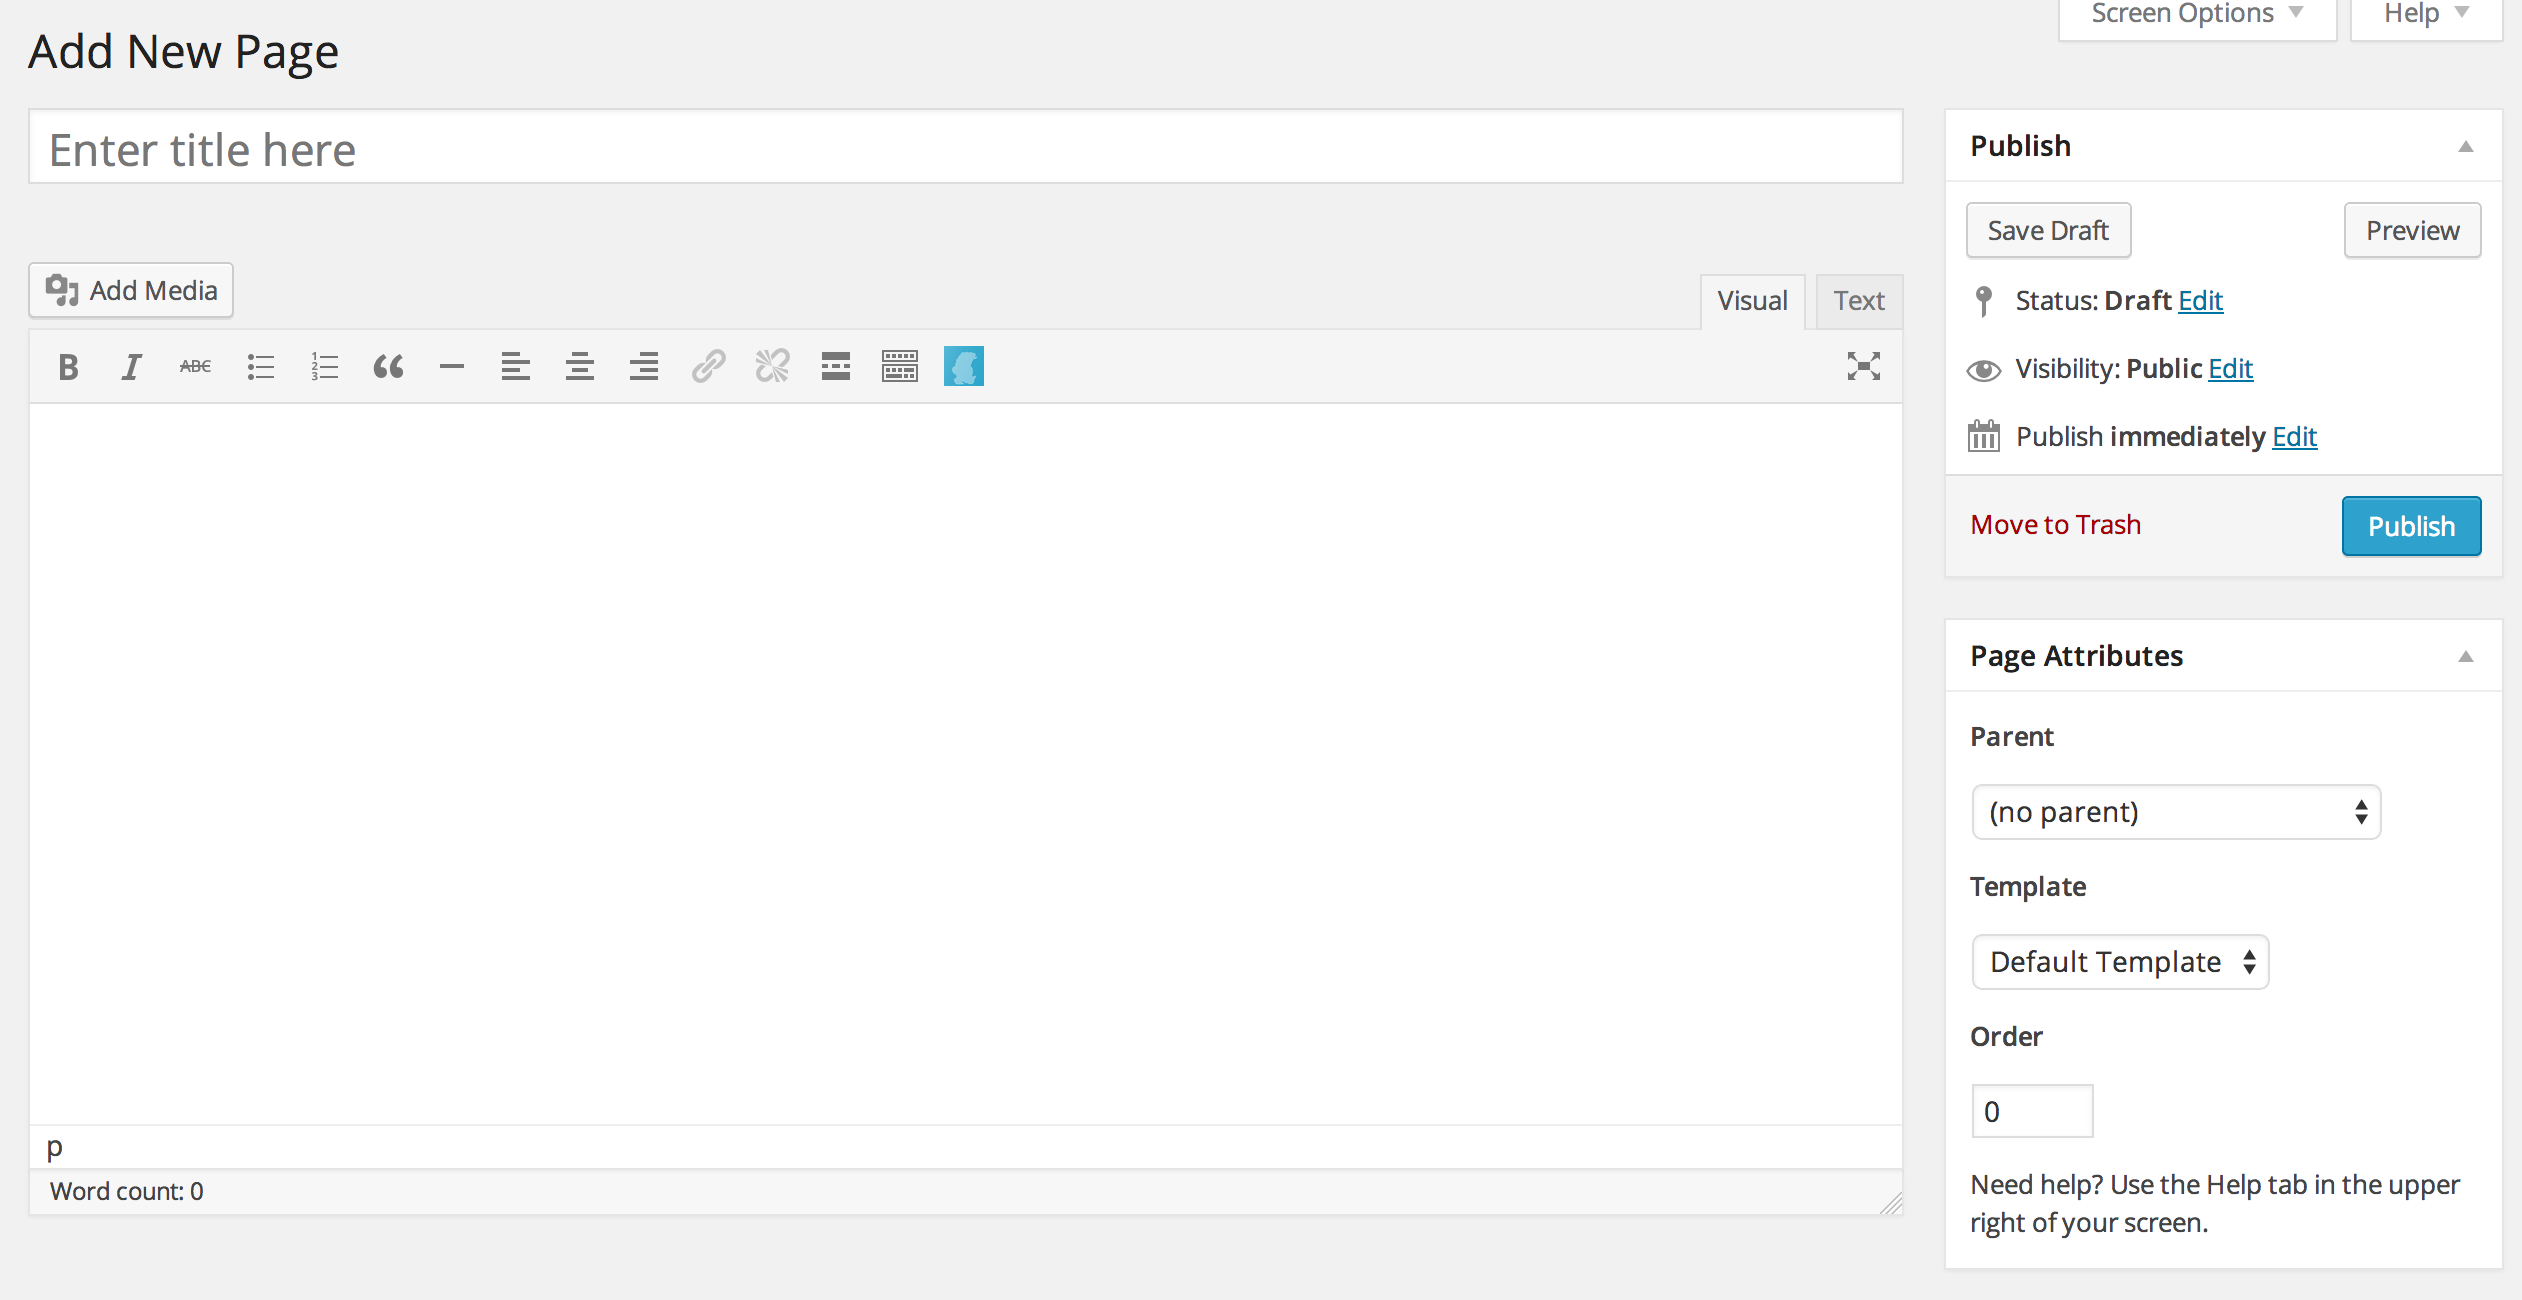 Screen Options
Help
Add New Page
Enter title here
Add Media
Visual
Text
B I ABC
1
2
3
p
Word count: 0
Publish
Save Draft
Preview
Status: Draft Edit
Visibility: Public Edit
Publish immediately Edit
Move to Trash
Publish
Page Attributes
Parent
(no parent)
Template
Default Template
Order
0
Need help? Use the Help tab in the upper
right of your screen.